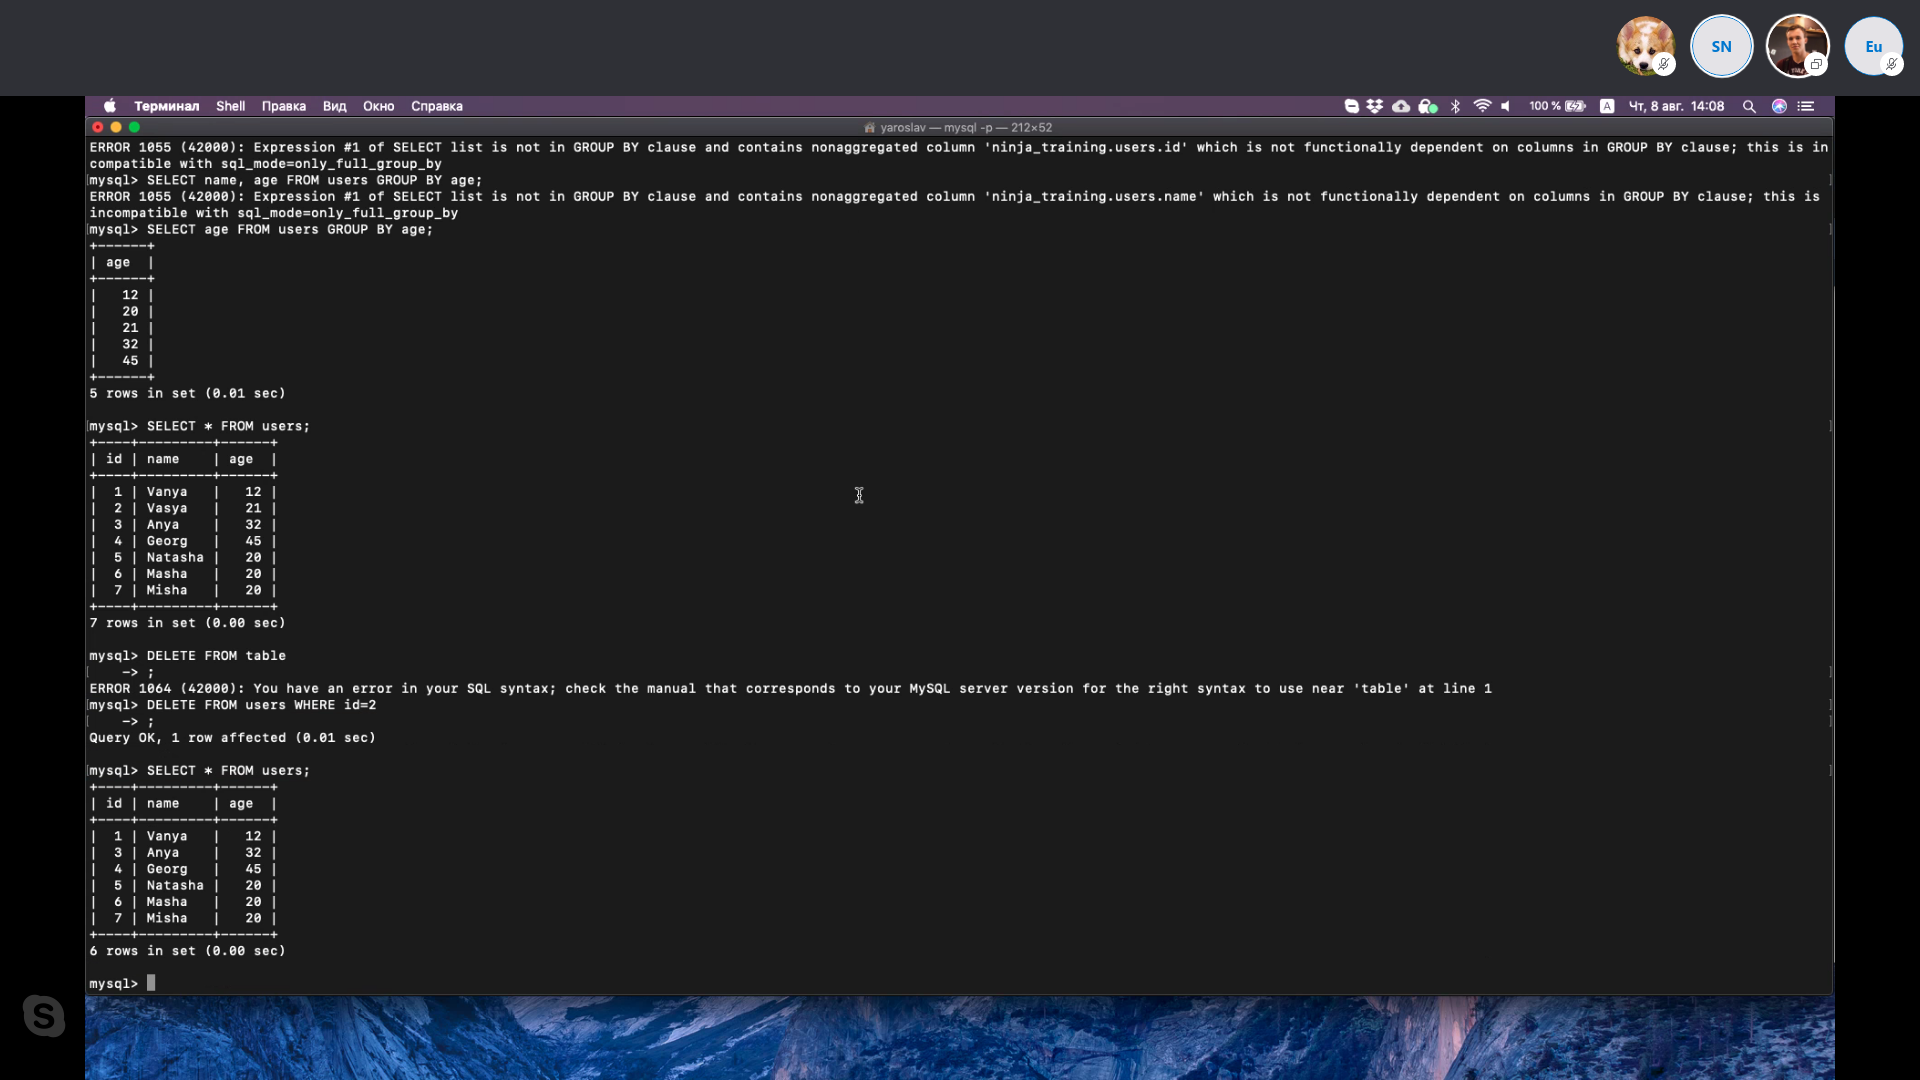 SN
Eu
Терминал Shell Правка Вид Окно Справка 100 % A Чт, 8 авг. 14:08
yaroslav — mysql -p — 212×52
ERROR 1055 (42000): Expression #1 of SELECT list is not in GROUP BY clause and contains nonaggregated column 'ninja_training.users.id' which is not functionally dependent on columns in GROUP BY clause; this is in
compatible with sql_mode=only_full_group_by
mysql> SELECT name, age FROM users GROUP BY age;
ERROR 1055 (42000): Expression #1 of SELECT list is not in GROUP BY clause and contains nonaggregated column 'ninja_training.users.name' which is not functionally dependent on columns in GROUP BY clause; this is
incompatible with sql_mode=only_full_group_by
mysql> SELECT age FROM users GROUP BY age;
+------+
| age  |
+------+
|   12 |
|   20 |
|   21 |
|   32 |
|   45 |
+------+
5 rows in set (0.01 sec)
mysql> SELECT * FROM users;
+----+---------+------+
| id | name    | age  |
+----+---------+------+
|  1 | Vanya   |   12 |
|  2 | Vasya   |   21 |
|  3 | Anya    |   32 |
|  4 | Georg   |   45 |
|  5 | Natasha |   20 |
|  6 | Masha   |   20 |
|  7 | Misha   |   20 |
+----+---------+------+
7 rows in set (0.00 sec)
mysql> DELETE FROM table
    -> ;
ERROR 1064 (42000): You have an error in your SQL syntax; check the manual that corresponds to your MySQL server version for the right syntax to use near 'table' at line 1
mysql> DELETE FROM users WHERE id=2
    -> ;
Query OK, 1 row affected (0.01 sec)
mysql> SELECT * FROM users;
+----+---------+------+
| id | name    | age  |
+----+---------+------+
|  1 | Vanya   |   12 |
|  3 | Anya    |   32 |
|  4 | Georg   |   45 |
|  5 | Natasha |   20 |
|  6 | Masha   |   20 |
|  7 | Misha   |   20 |
+----+---------+------+
6 rows in set (0.00 sec)
mysql>